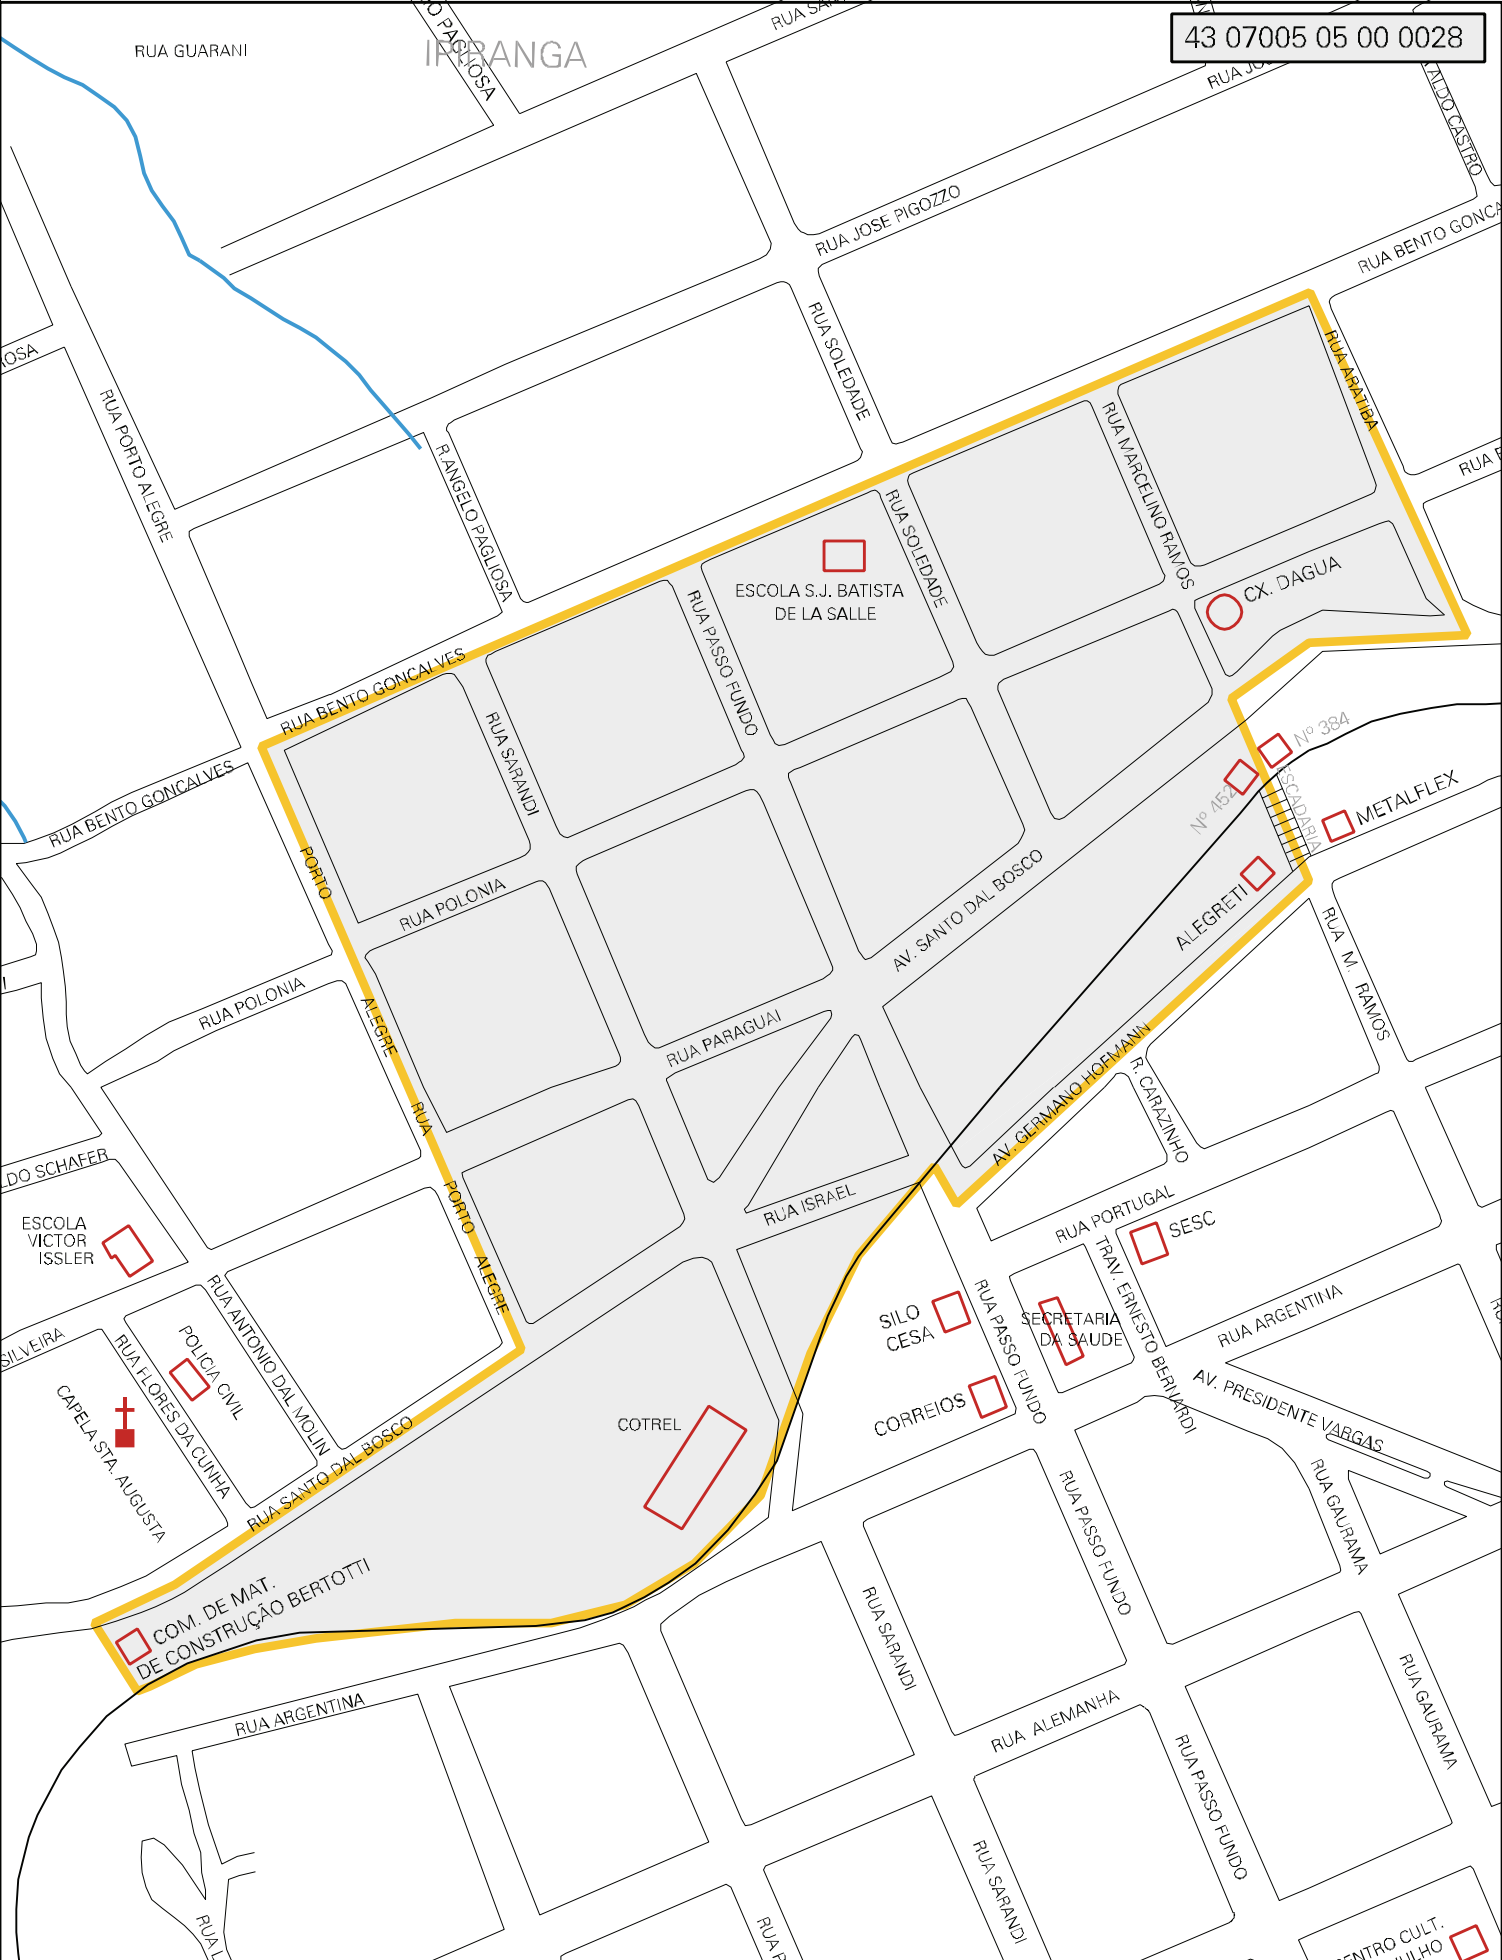 43 07005 05 00 0028
RUA GUARANI
IPIRANGA
RUA JOSE PIGOZZO
RUA BENTO GONCA
RUA SOLEDADE
RUA ARATIBA
RUA PORTO ALEGRE
R.ANGELO PAGLIOSA
RUA MARCELINO RAMOS
RUA SOLEDADE
ESCOLA S.J. BATISTA
DE LA SALLE
CX. DAGUA
RUA PASSO FUNDO
RUA BENTO GONCALVES
RUA SARANDI
RUA BENTO GONCALVES
Nº 384
Nº 452
ESCADARIA
METALFLEX
PORTO
ALEGRE
RUA
PORTO
ALEGRE
RUA POLONIA
AV. SANTO DAL BOSCO
ALEGRETI
RUA M. RAMOS
RUA POLONIA
RUA PARAGUAI
AV. GERMANO HOFMANN
R. CARAZINHO
LDO SCHAFER
RUA ISRAEL
RUA PORTUGAL
SESC
ESCOLA
VICTOR
ISSLER
TRAV. ERNESTO BERNARDI
RUA ANTONIO DAL MOLIN
SILO
CESA
RUA PASSO FUNDO
SECRETARIA
DA SAUDE
RUA ARGENTINA
SILVEIRA
RUA FLORES DA CUNHA
POLICIA CIVIL
CAPELA STA. AUGUSTA
AV. PRESIDENTE VARGAS
CORREIOS
COTREL
RUA SANTO DAL BOSCO
RUA GAURAMA
RUA PASSO FUNDO
COM. DE MAT.
DE CONSTRUÇÃO BERTOTTI
RUA SARANDI
RUA GAURAMA
RUA ARGENTINA
RUA ALEMANHA
RUA PASSO FUNDO
RUA SARANDI
ENTRO CULT.